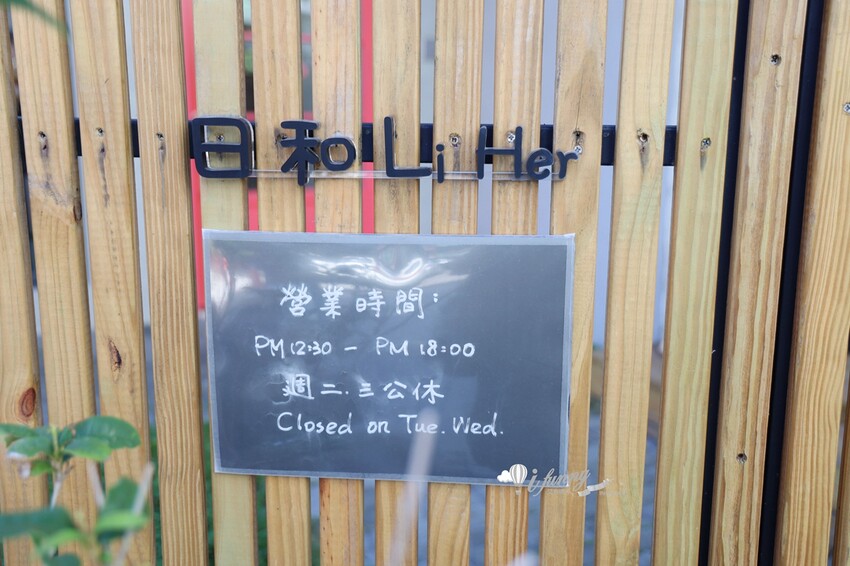 日和 Li Her
營業時間:
PM 12:30 - PM 18:00
週二.三公休
Closed on Tue. Wed.
i.funny